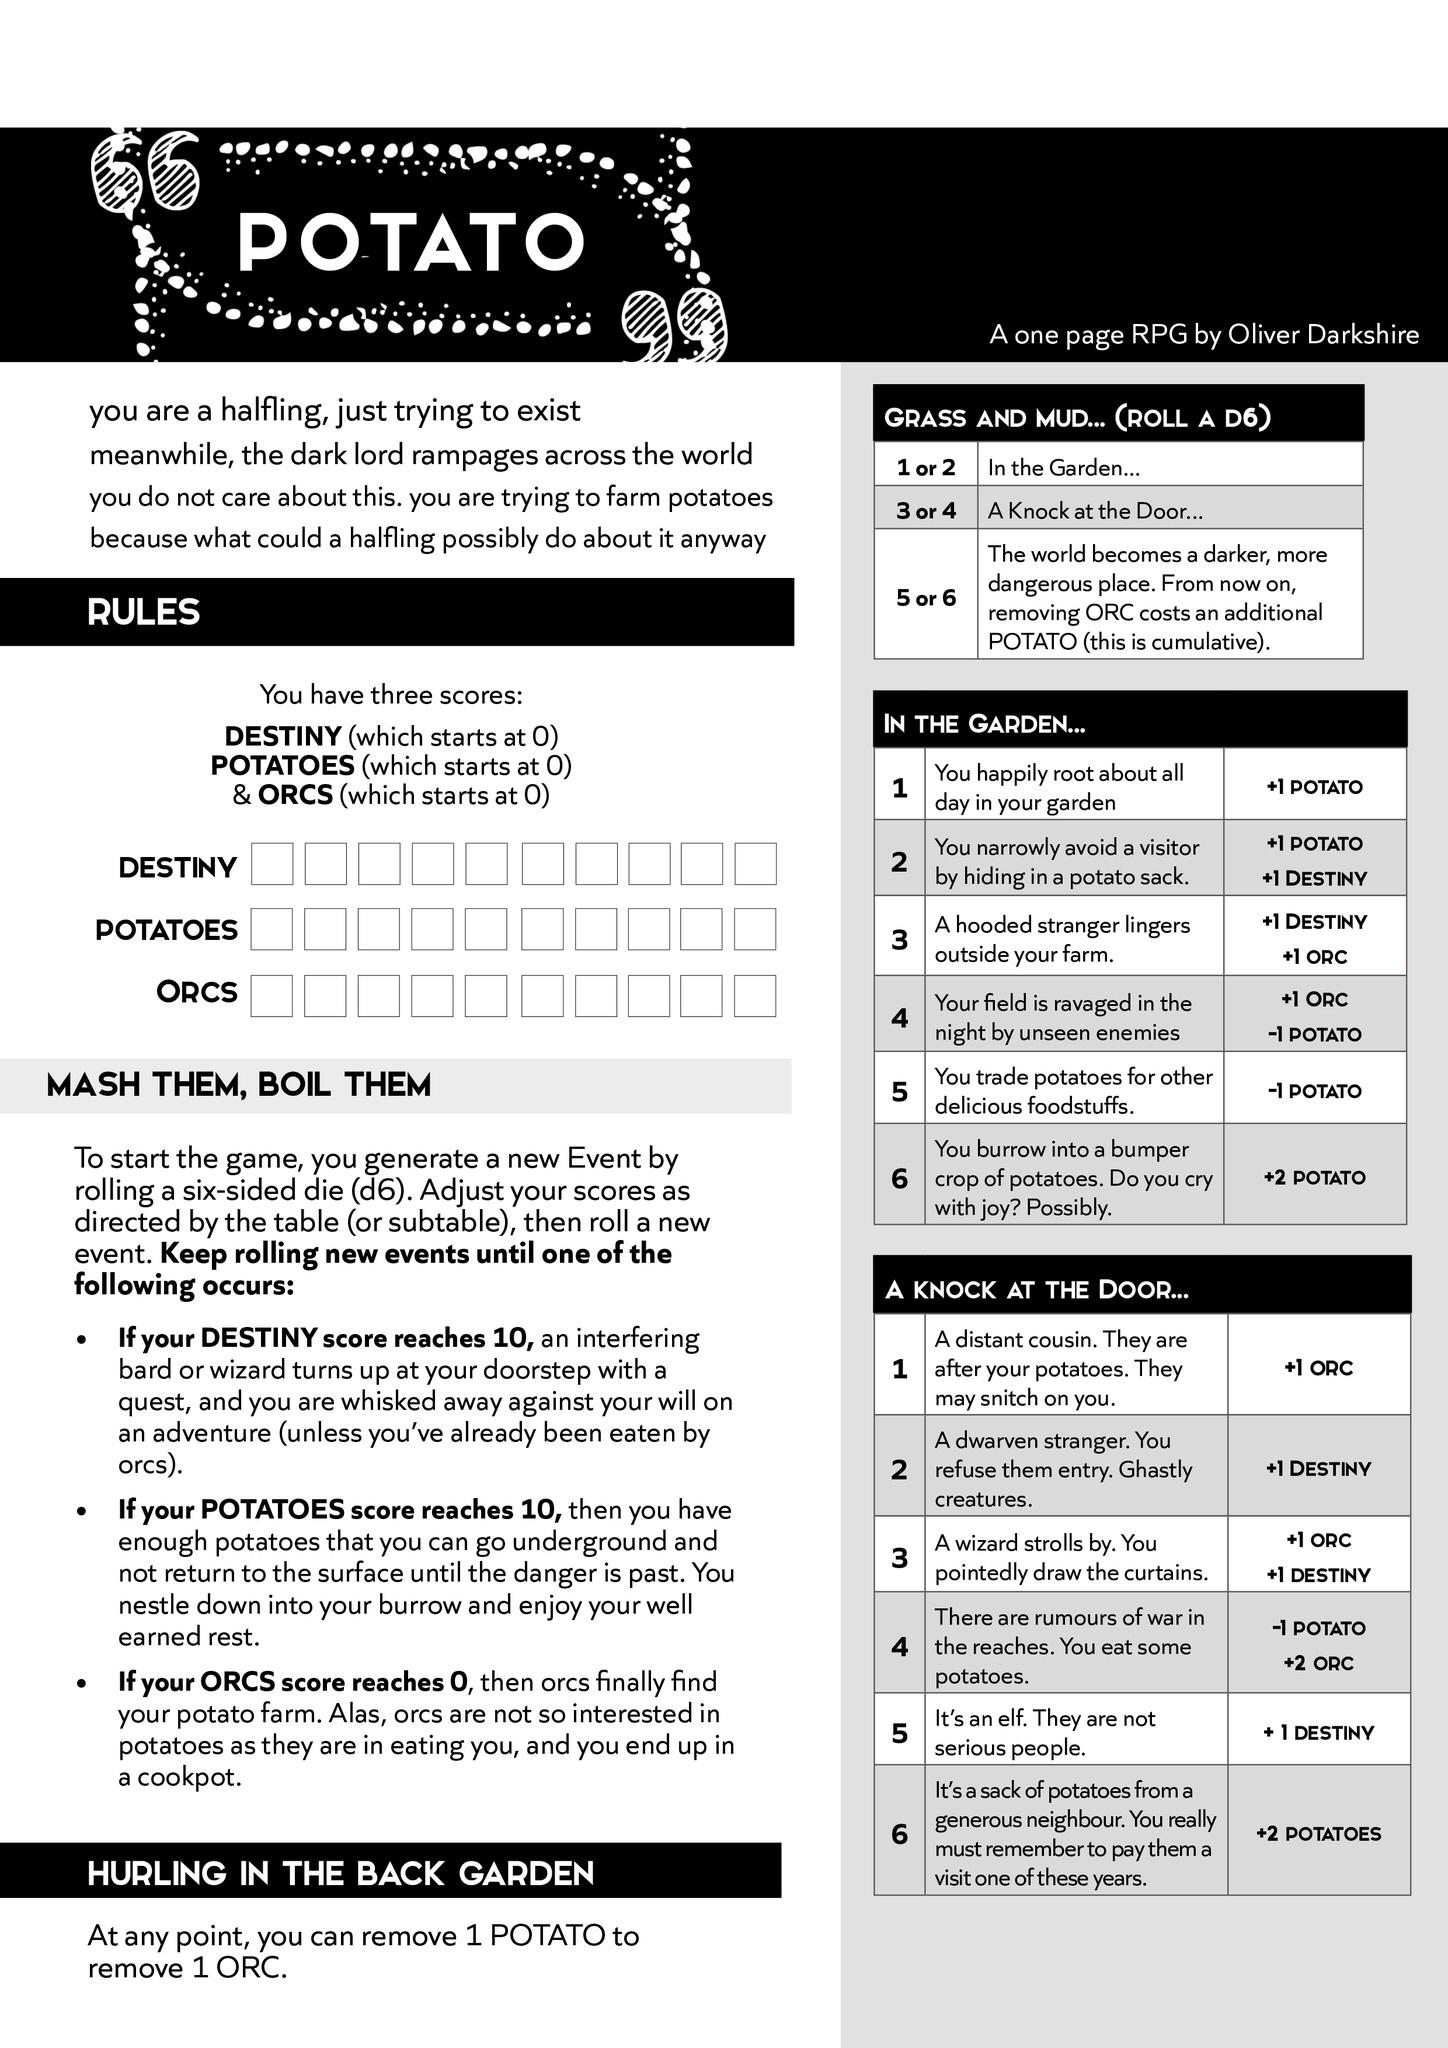 POTATO
A one page RPG by Oliver Darkshire
you are a halfling, just trying to exist
meanwhile, the dark lord rampages across the world
you do not care about this. you are trying to farm potatoes
because what could a halfling possibly do about it anyway
RULES
You have three scores:
DESTINY (which starts at 0)
POTATOES (which starts at 0)
& ORCS (which starts at 0)
DESTINY
POTATOES
ORCS
MASH THEM, BOIL THEM
To start the game, you generate a new Event by
rolling a six-sided die (d6). Adjust your scores as
directed by the table (or subtable), then roll a new
event. Keep rolling new events until one of the
following occurs:
• If your DESTINY score reaches 10, an interfering
bard or wizard turns up at your doorstep with a
quest, and you are whisked away against your will on
an adventure (unless you've already been eaten by
orcs).
• If your POTATOES score reaches 10, then you have
enough potatoes that you can go underground and
not return to the surface until the danger is past. You
nestle down into your burrow and enjoy your well
earned rest.
• If your ORCS score reaches 0, then orcs finally find
your potato farm. Alas, orcs are not so interested in
potatoes as they are in eating you, and you end up in
a cookpot.
HURLING IN THE BACK GARDEN
At any point, you can remove 1 POTATO to
remove 1 ORC.
GRASS AND MUD... (ROLL A D6)
1 or 2 In the Garden...
3 or 4 A Knock at the Door...
5 or 6
The world becomes a darker, more
dangerous place. From now on,
removing ORC costs an additional
POTATO (this is cumulative).
IN THE GARDEN...
1
You happily root about all
day in your garden
+1 POTATO
2
You narrowly avoid a visitor
by hiding in a potato sack.
+1 POTATO
+1 DESTINY
3
A hooded stranger lingers
outside your farm.
+1 DESTINY
+1 ORC
4
Your field is ravaged in the
night by unseen enemies
+1 ORC
-1 POTATO
5
You trade potatoes for other
delicious foodstuffs.
-1 POTATO
6
You burrow into a bumper
crop of potatoes. Do you cry
with joy? Possibly.
+2 POTATO
A KNOCK AT THE DOOR...
1
A distant cousin. They are
after your potatoes. They
may snitch on you.
+1 ORC
2
A dwarven stranger. You
refuse them entry. Ghastly
creatures.
+1 DESTINY
3
A wizard strolls by. You
pointedly draw the curtains.
+1 ORC
+1 DESTINY
4
There are rumours of war in
the reaches. You eat some
potatoes.
-1 POTATO
+2 ORC
5
It's an elf. They are not
serious people.
+ 1 DESTINY
6
It's a sack of potatoes from a
generous neighbour. You really
must remember to pay them a
visit one of these years.
+2 POTATOES